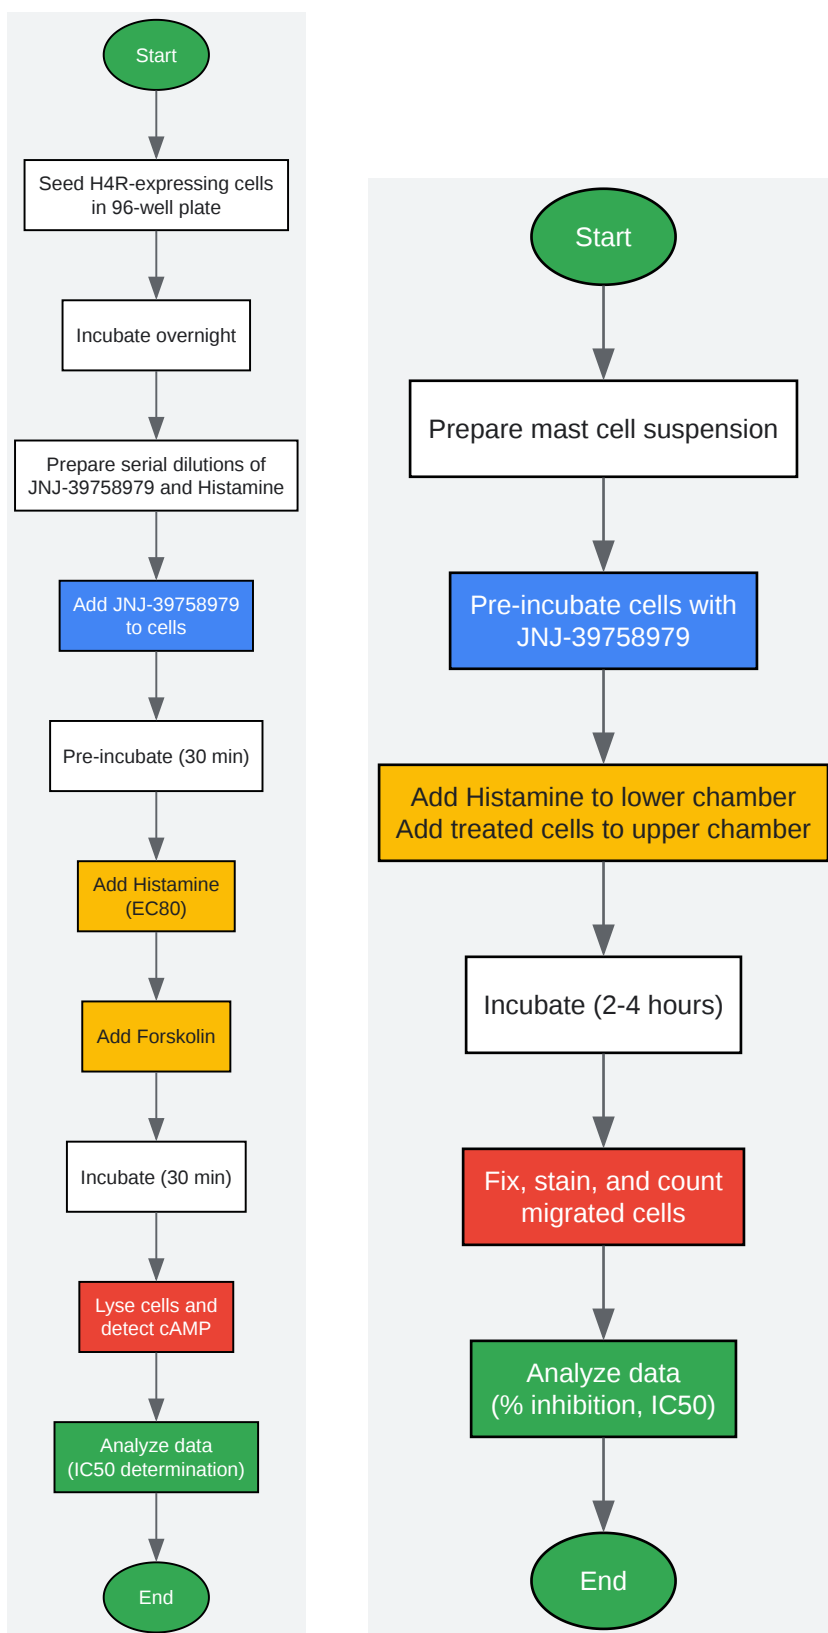 Start
Seed H4R-expressing cells
in 96-well plate
Incubate overnight
Prepare serial dilutions of
JNJ-39758979 and Histamine
Add JNJ-39758979
to cells
Pre-incubate (30 min)
Add Histamine
(EC80)
Add Forskolin
Incubate (30 min)
Lyse cells and
detect cAMP
Analyze data
(IC50 determination)
End
Start
Prepare mast cell suspension
Pre-incubate cells with
JNJ-39758979
Add Histamine to lower chamber
Add treated cells to upper chamber
Incubate (2-4 hours)
Fix, stain, and count
migrated cells
Analyze data
(% inhibition, IC50)
End